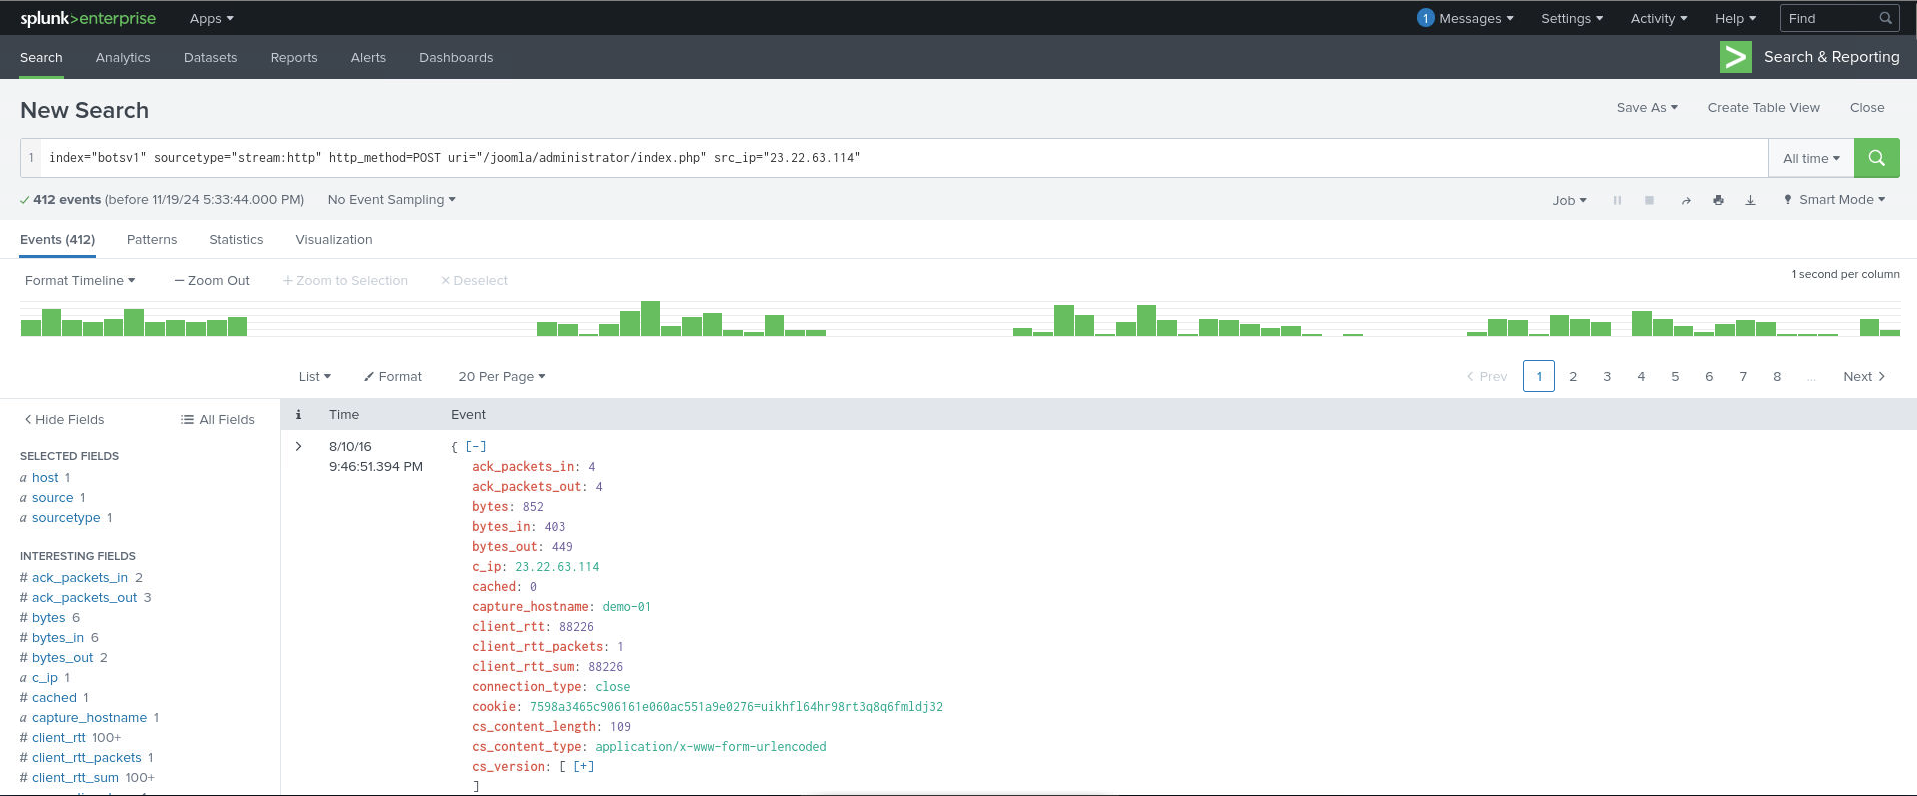 splunk>enterprise Apps 1 Messages Settings Activity Help Find
Search Analytics Datasets Reports Alerts Dashboards > Search & Reporting
New Search Save As Create Table View Close
1 index="botsv1" sourcetype="stream:http" http_method=POST uri="/joomla/administrator/index.php" src_ip="23.22.63.114" All time
412 events (before 11/19/24 5:33:44.000 PM) No Event Sampling Job Smart Mode
Events (412) Patterns Statistics Visualization
Format Timeline — Zoom Out + Zoom to Selection × Deselect 1 second per column
List Format 20 Per Page < Prev 1 2 3 4 5 6 7 8 ... Next >
< Hide Fields All Fields i Time Event
SELECTED FIELDS
a host 1
a source 1
a sourcetype 1
INTERESTING FIELDS
# ack_packets_in 2
# ack_packets_out 3
# bytes 6
# bytes_in 6
# bytes_out 2
a c_ip 1
# cached 1
a capture_hostname 1
# client_rtt 100+
# client_rtt_packets 1
# client_rtt_sum 100+
> 8/10/16 { [-]
9:46:51.394 PM ack_packets_in: 4
ack_packets_out: 4
bytes: 852
bytes_in: 403
bytes_out: 449
c_ip: 23.22.63.114
cached: 0
capture_hostname: demo-01
client_rtt: 88226
client_rtt_packets: 1
client_rtt_sum: 88226
connection_type: close
cookie: 7598a3465c906161e060ac551a9e0276=uikhfl64hr98rt3q8q6fmldj32
cs_content_length: 109
cs_content_type: application/x-www-form-urlencoded
cs_version: [ [+]
]